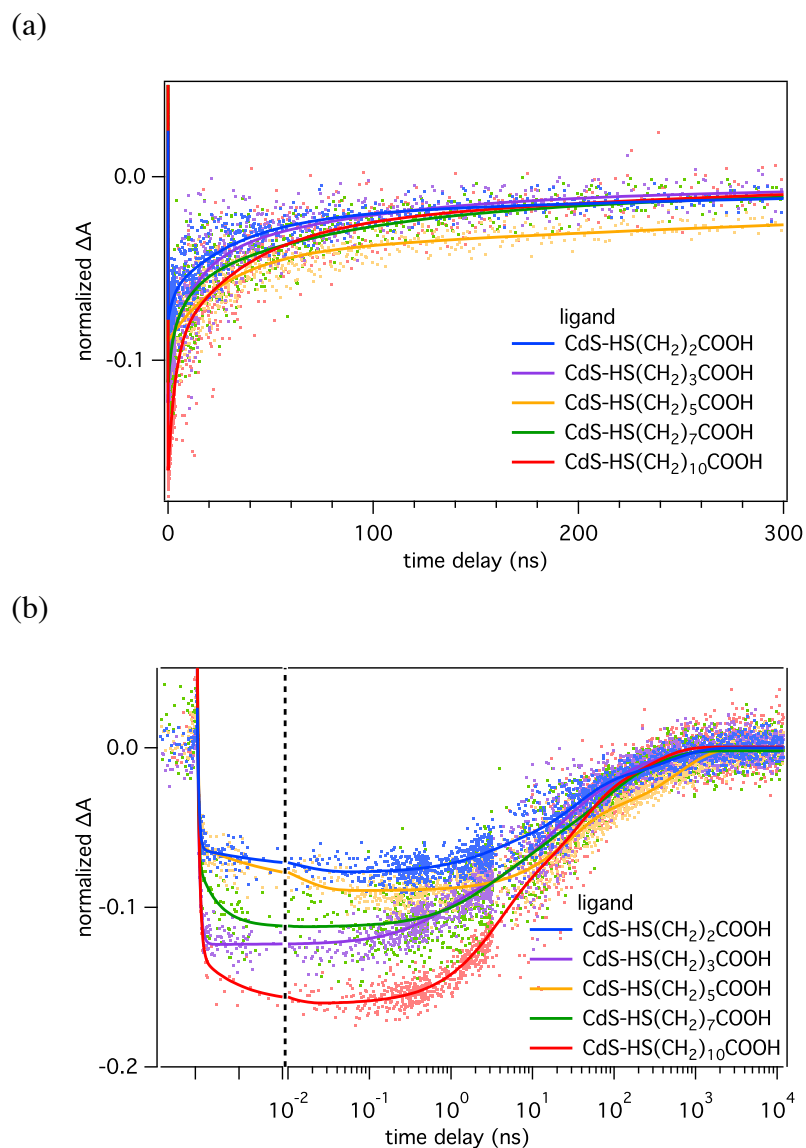 (a)
0.0
-0.1
normalized ΔA
ligand
CdS-HS(CH₂)₂COOH
CdS-HS(CH₂)₃COOH
CdS-HS(CH₂)₅COOH
CdS-HS(CH₂)₇COOH
CdS-HS(CH₂)₁₀COOH
0 100 200 300
time delay (ns)
(b)
0.0
-0.1
-0.2
normalized ΔA
ligand
CdS-HS(CH₂)₂COOH
CdS-HS(CH₂)₃COOH
CdS-HS(CH₂)₅COOH
CdS-HS(CH₂)₇COOH
CdS-HS(CH₂)₁₀COOH
10⁻² 10⁻¹ 10⁰ 10¹ 10² 10³ 10⁴
time delay (ns)